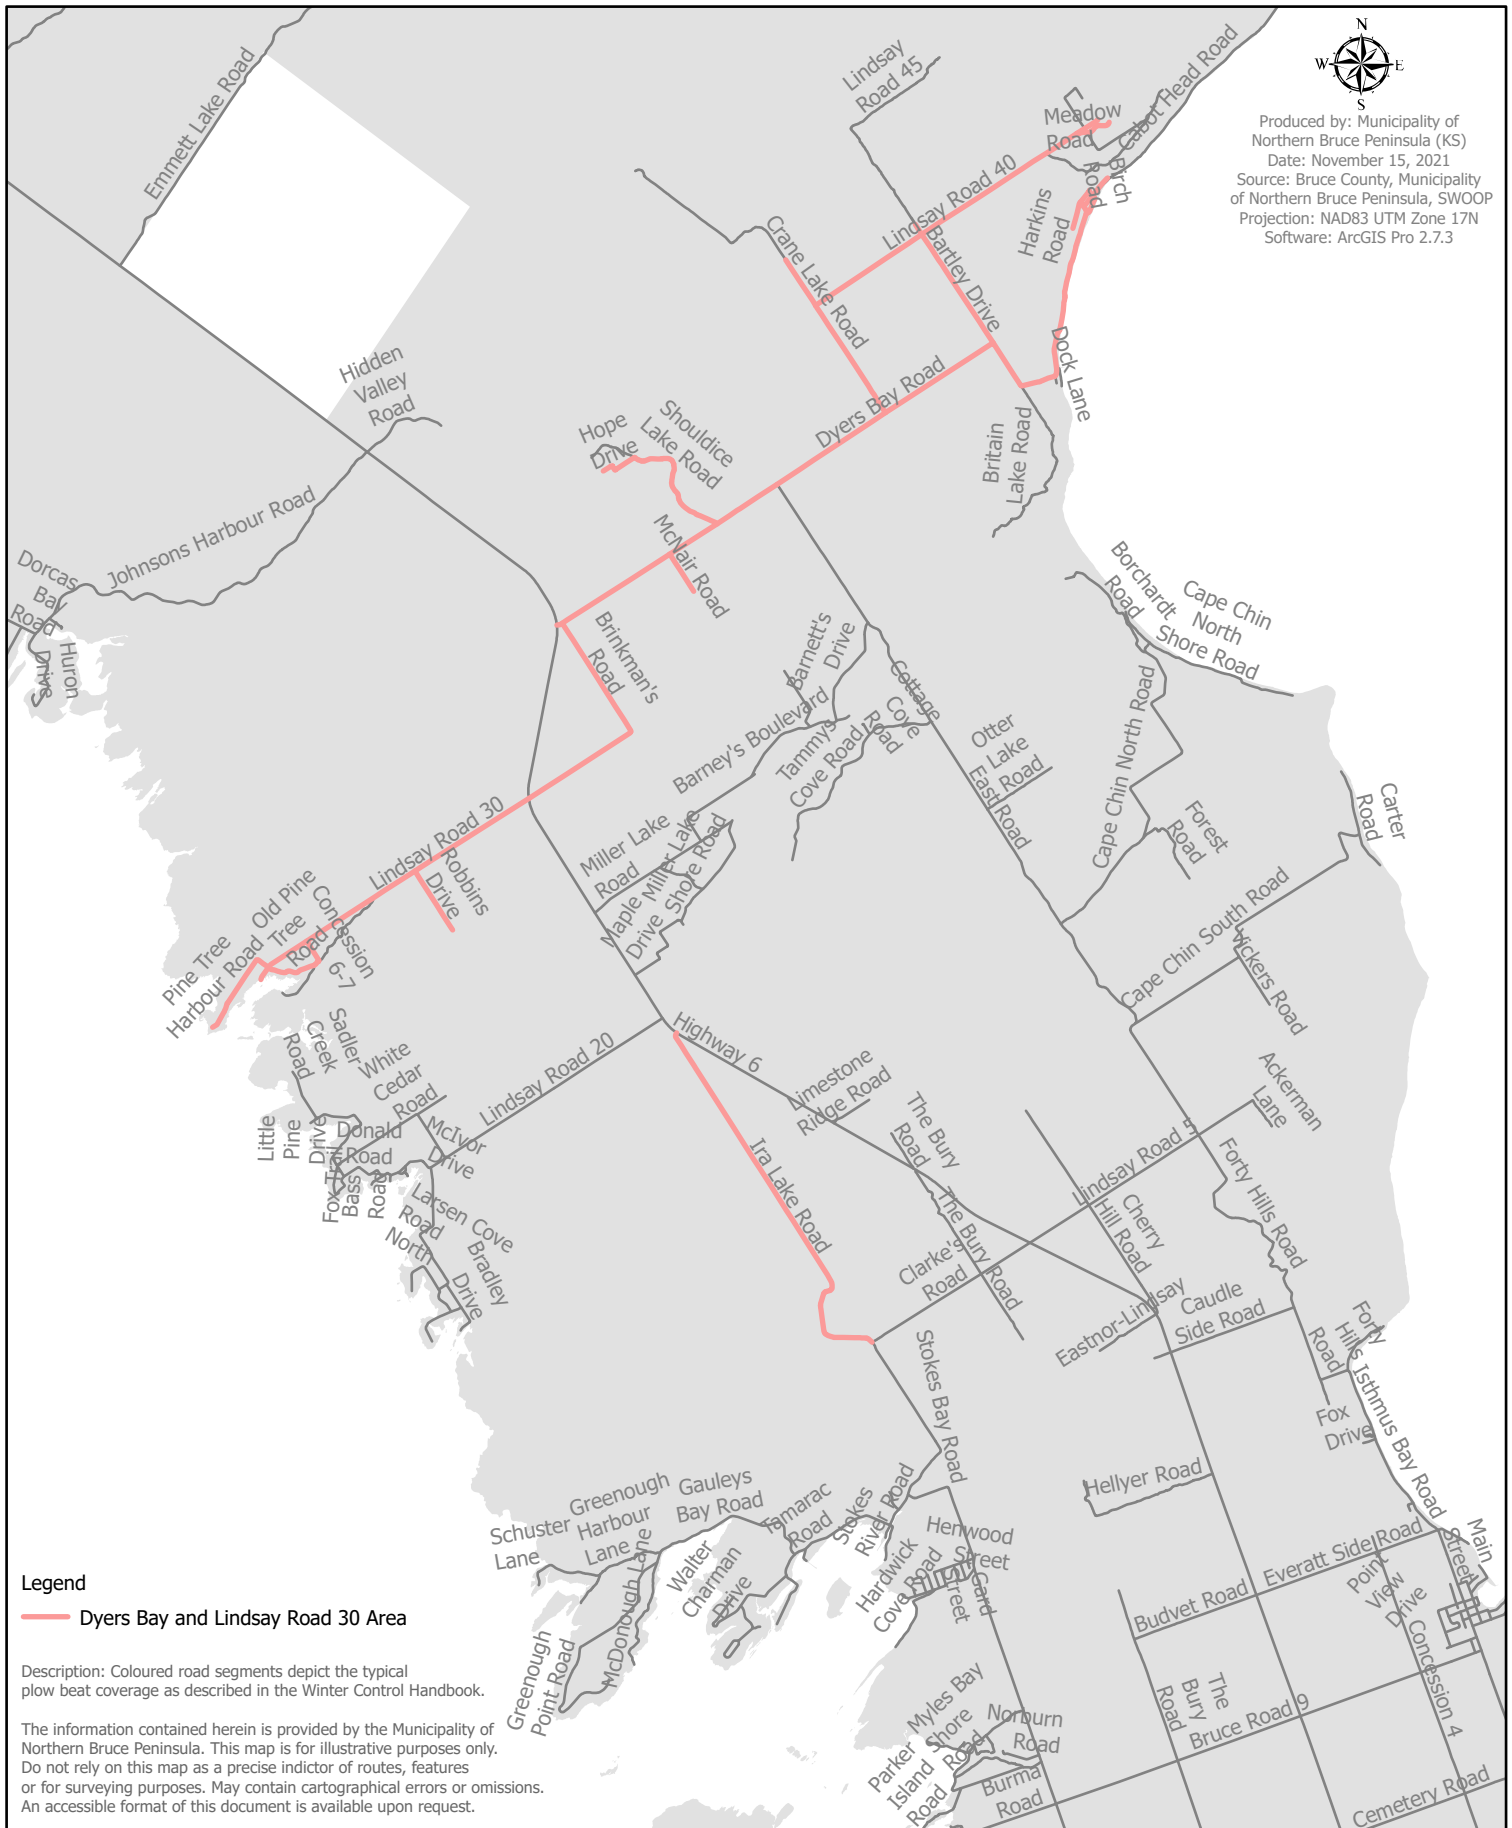 N
W
E
S
Produced by: Municipality of
Northern Bruce Peninsula (KS)
Date: November 15, 2021
Source: Bruce County, Municipality
of Northern Bruce Peninsula, SWOOP
Projection: NAD83 UTM Zone 17N
Software: ArcGIS Pro 2.7.3
Emmett Lake Road
Lindsay
Road 45
Meadow
Road
Cabot Head Road
Birch
Road
Lindsay Road 40
Harkins
Road
Crane Lake Road
Bartley Drive
Dock Lane
Hidden
Valley
Road
Dyers Bay Road
Hope
Drive
Shouldice
Lake Road
Britain
Lake Road
Johnsons Harbour Road
McNair Road
Dorcas
Bay
Road
Huron
Drive
Borchardt
Road
Cape Chin
North
Shore Road
Brinkman's
Road
Barnett's
Drive
Cottage
Cove
Road
Barney's Boulevard
Tammys
Cove Road
Otter
Lake
Road
East Road
Cape Chin North Road
Carter
Road
Forest
Road
Lindsay Road 30
Robbins
Drive
Miller Lake
Road
Miller Lake
Shore Road
Maple
Drive
Old Pine
Tree
Road
Concession
6-7
Pine Tree
Harbour Road
Cape Chin South Road
Vickers Road
Sadler
Creek
Road
White
Cedar
Road
Lindsay Road 20
Highway 6
Limestone
Ridge Road
Ackerman
Lane
Little
Pine
Drive
Donald
Road
McIvor
Drive
Fox Trail
Bass
Road
The Bury
Road
Ira Lake Road
Lindsay Road 5
Forty Hills Road
Larsen Cove
Road
North
Bradley
Drive
The Bury Road
Cherry
Hill Road
Clarke's
Road
Eastnor-Lindsay
Caudle
Side Road
Forty
Hills
Road
Stokes Bay Road
Fox
Drive
Isthmus Bay Road
Hellyer Road
Greenough
Harbour
Lane
Gauleys
Bay Road
Tamarac
Road
Stokes
River Road
Schuster
Lane
Henwood
Street
Everatt Side Road
Main
Street
McDonough Lane
Walter
Charman
Drive
Hardwick
Cove Road
Gard
Street
Street
Point
View
Drive
Budvet Road
Greenough
Point Road
Concession 4
The
Bury
Road
Bruce Road 9
Myles Bay
Shore
Road
Norburn
Road
Parker
Island
Road
Burma
Road
Cemetery Road
Legend
Dyers Bay and Lindsay Road 30 Area
Description: Coloured road segments depict the typical
plow beat coverage as described in the Winter Control Handbook.
The information contained herein is provided by the Municipality of
Northern Bruce Peninsula. This map is for illustrative purposes only.
Do not rely on this map as a precise indictor of routes, features
or for surveying purposes. May contain cartographical errors or omissions.
An accessible format of this document is available upon request.